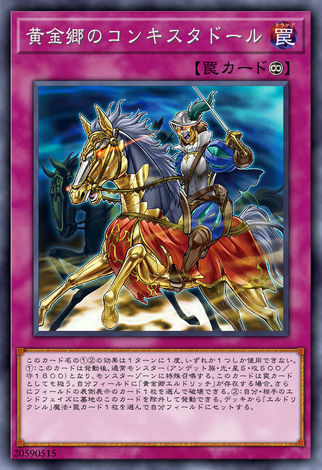 黄金郷のコンキスタドール
トラップ
罠
【罠カード】
このカード名の①②の効果は1ターンに1度、いずれか1つしか使用できない。
①:このカードは発動後、通常モンスター(アンデット族・光・星5・攻500/
守1800)となり、モンスターゾーンに特殊召喚する。このカードは罠カード
としても扱う。自分フィールドに「黄金卿エルドリッチ」が存在する場合、さら
にフィールドの表側表示のカード1枚を選んで破壊できる。②:自分・相手のエ
ンドフェイズに墓地のこのカードを除外して発動できる。デッキから「エルドリ
クシル」魔法・罠カード1枚を選んで自分フィールドにセットする。
20590515